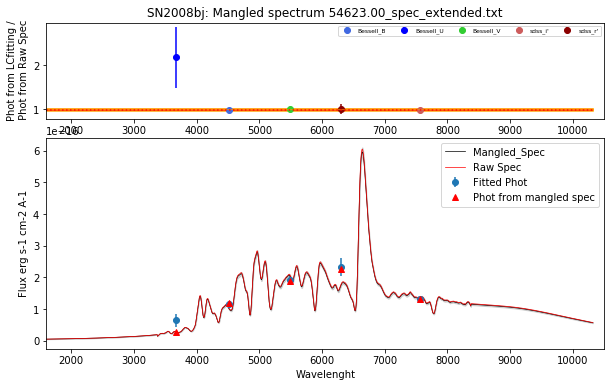 SN2008bj: Mangled spectrum 54623.00_spec_extended.txt
Phot from LCfitting /
Phot from Raw Spec
Bessell_B Bessell_U Bessell_V sdss_i' sdss_r'
2
1
2000 3000 4000 5000 6000 7000 8000 9000 10000
1e−16
Flux erg s-1 cm-2 A-1
6
5
4
3
2
1
0
Mangled_Spec
Raw Spec
Fitted Phot
Phot from mangled spec
2000 3000 4000 5000 6000 7000 8000 9000 10000
Wavelenght